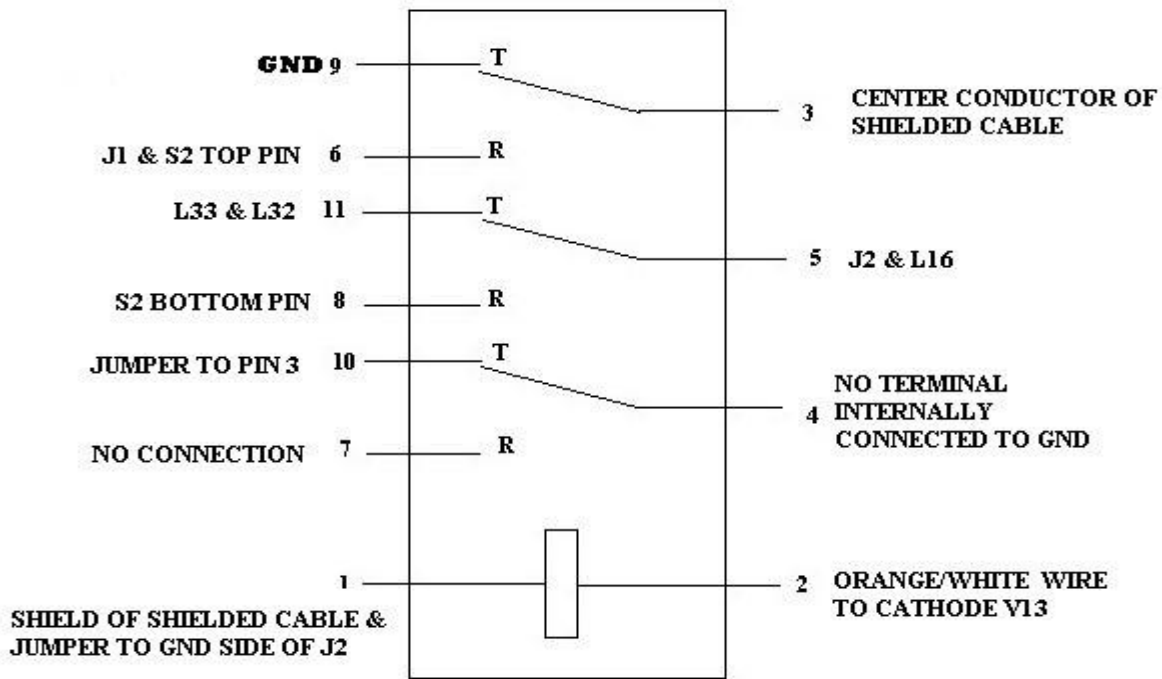 GND 9
T
3
CENTER CONDUCTOR OF
SHIELDED CABLE
J1 & S2 TOP PIN 6
R
L33 & L32 11
T
5 J2 & L16
S2 BOTTOM PIN 8
R
JUMPER TO PIN 3 10
T
4
NO TERMINAL
INTERNALLY
CONNECTED TO GND
NO CONNECTION 7
R
1
SHIELD OF SHIELDED CABLE &
JUMPER TO GND SIDE OF J2
2
ORANGE/WHITE WIRE
TO CATHODE V13